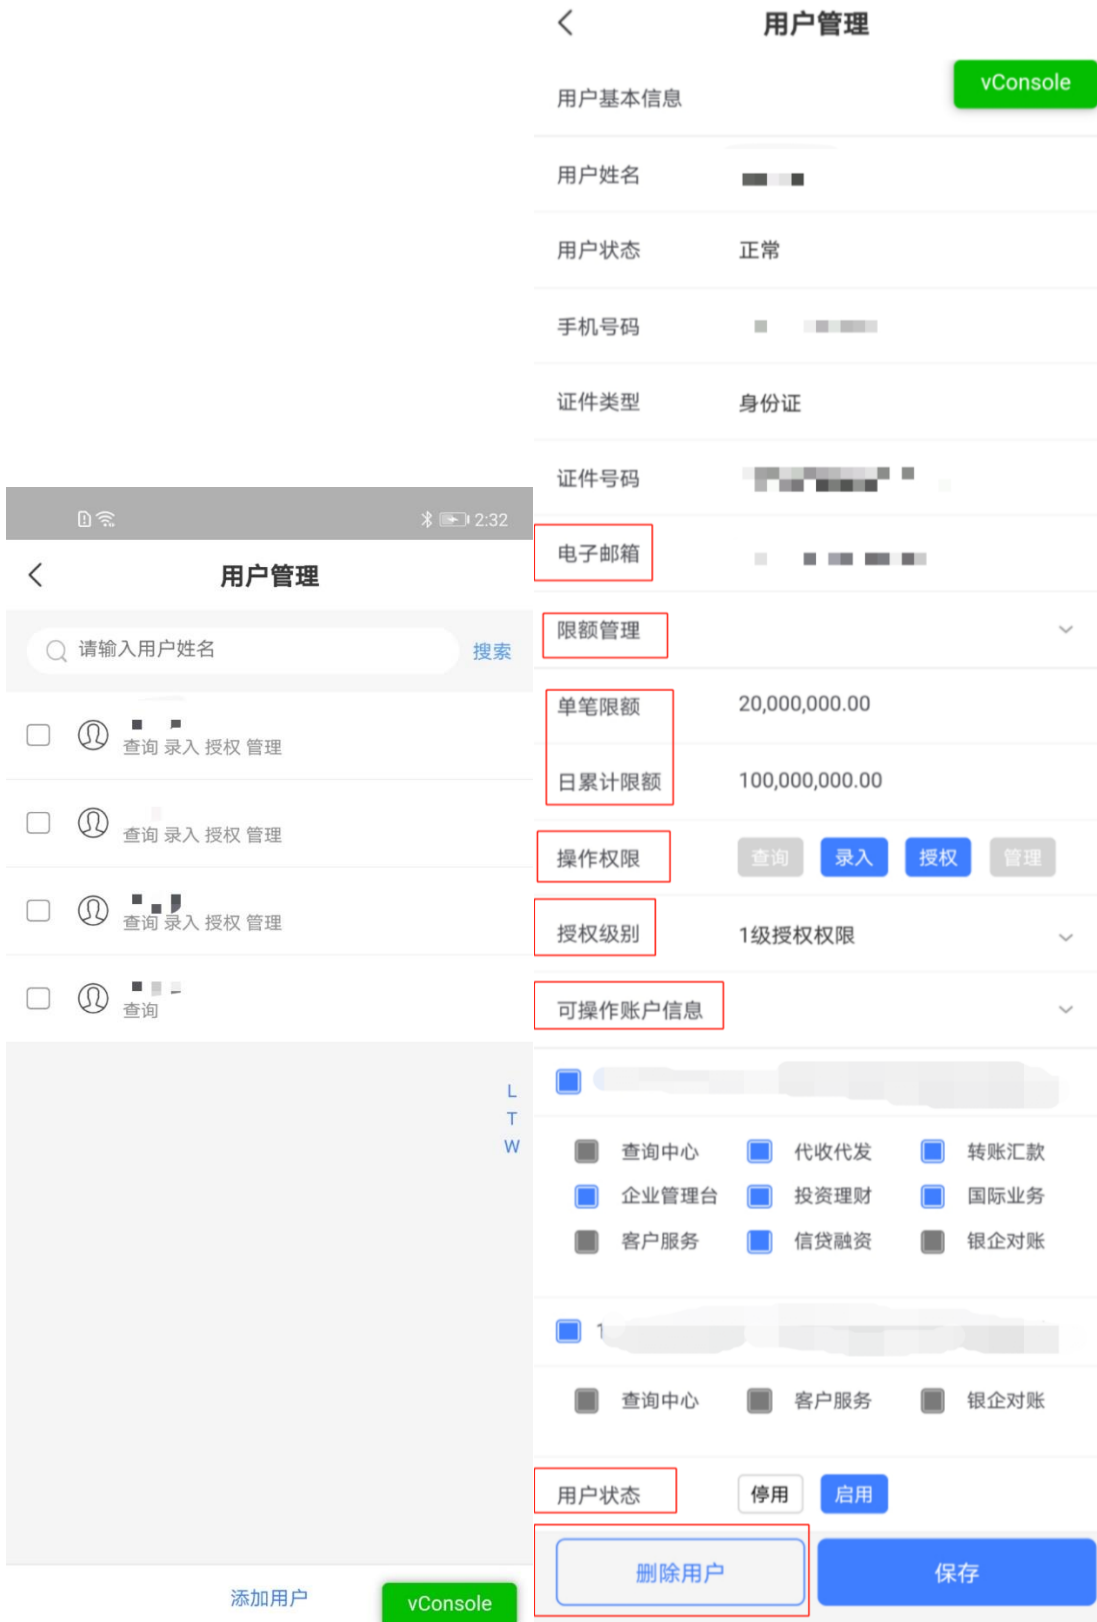 2:32
用户管理
请输入用户姓名 搜索
查询 录入 授权 管理
查询 录入 授权 管理
查询 录入 授权 管理
查询
L
T
W
添加用户
vConsole
用户管理
vConsole
用户基本信息
用户姓名
用户状态 正常
手机号码
证件类型 身份证
证件号码
电子邮箱
限额管理
单笔限额 20,000,000.00
日累计限额 100,000,000.00
操作权限 查询 录入 授权 管理
授权级别 1级授权权限
可操作账户信息
查询中心 代收代发 转账汇款
企业管理台 投资理财 国际业务
客户服务 信贷融资 银企对账
1
查询中心 客户服务 银企对账
用户状态 停用 启用
删除用户 保存